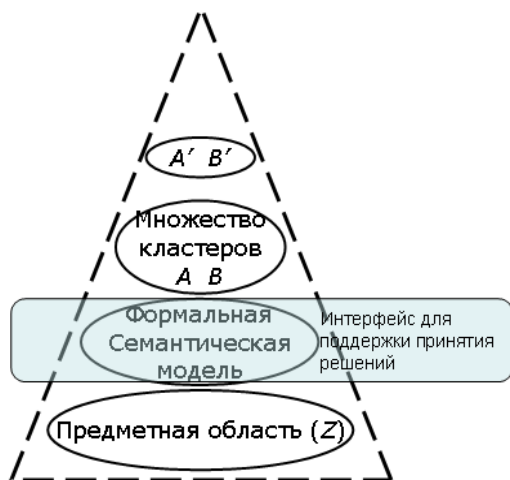 A′ B′
Множество
кластеров
A B
Формальная
Семантическая
модель
Интерфейс для
поддержки принятия
решений
Предметная область (Z)